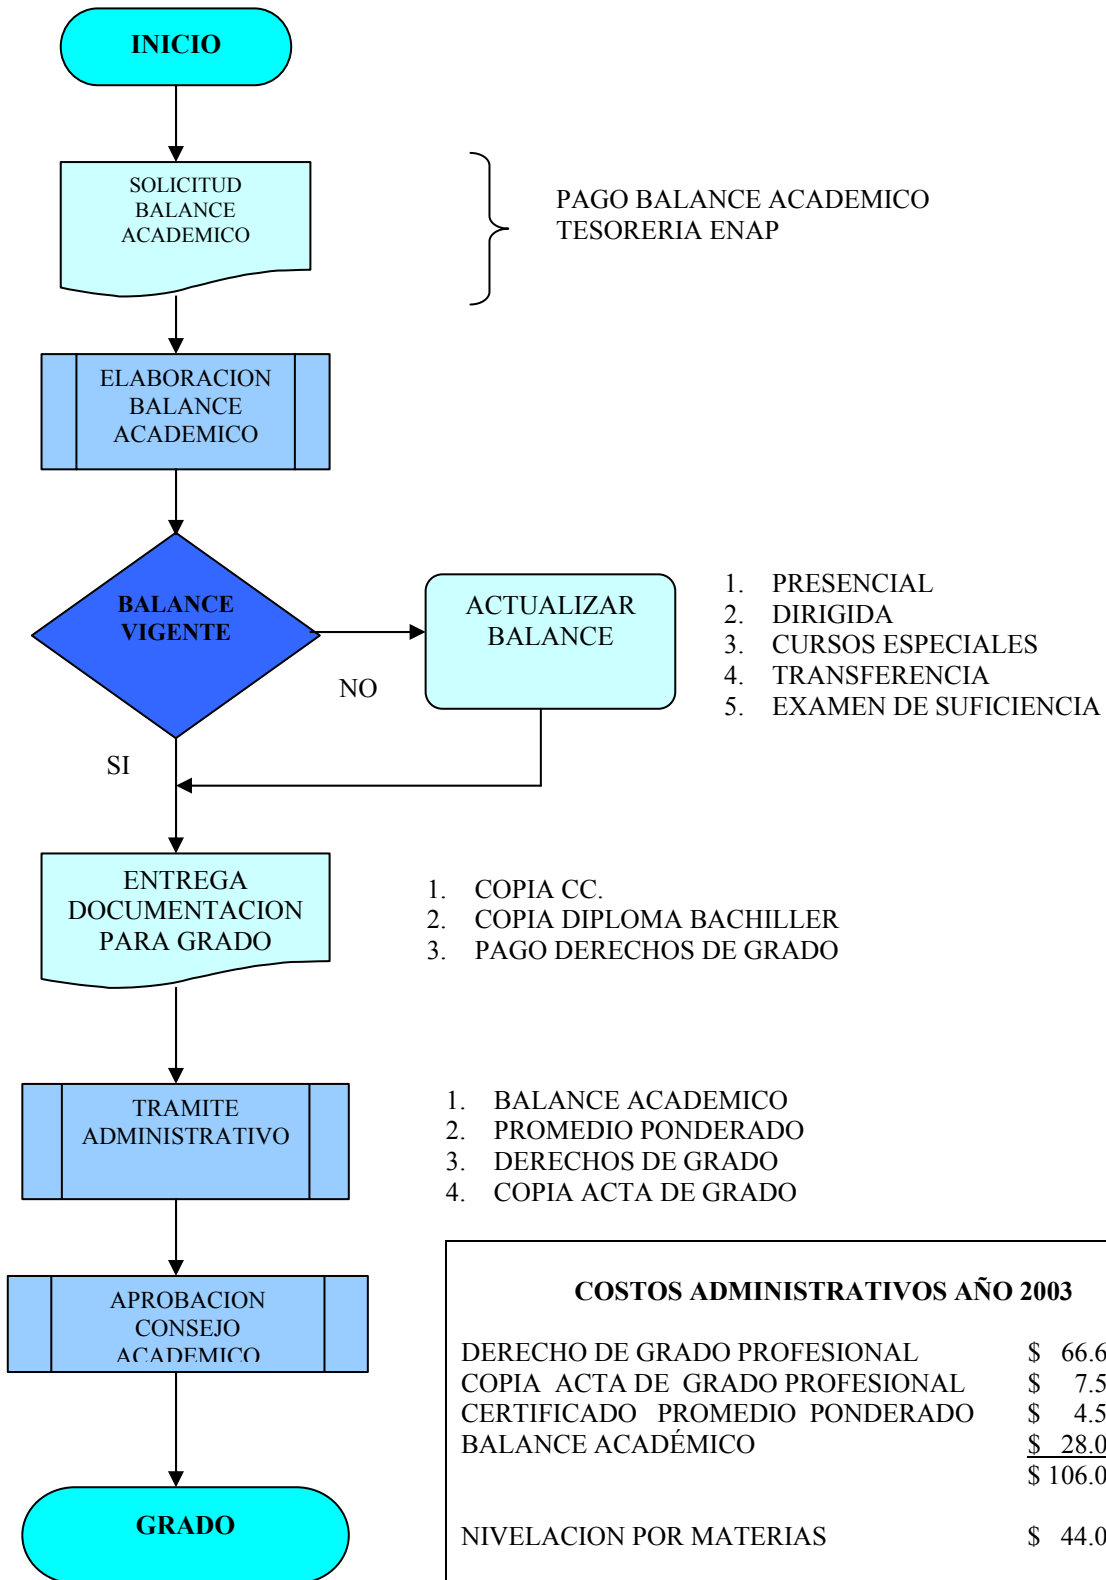 INICIO
SOLICITUD
BALANCE
ACADEMICO
PAGO BALANCE ACADEMICO
TESORERIA ENAP
ELABORACION
BALANCE
ACADEMICO
BALANCE
VIGENTE
NO
SI
ACTUALIZAR
BALANCE
1. PRESENCIAL
2. DIRIGIDA
3. CURSOS ESPECIALES
4. TRANSFERENCIA
5. EXAMEN DE SUFICIENCIA
ENTREGA
DOCUMENTACION
PARA GRADO
1. COPIA CC.
2. COPIA DIPLOMA BACHILLER
3. PAGO DERECHOS DE GRADO
TRAMITE
ADMINISTRATIVO
1. BALANCE ACADEMICO
2. PROMEDIO PONDERADO
3. DERECHOS DE GRADO
4. COPIA ACTA DE GRADO
APROBACION
CONSEJO
ACADEMICO
GRADO
COSTOS ADMINISTRATIVOS AÑO 2003
DERECHO DE GRADO PROFESIONAL $ 66.6
COPIA ACTA DE GRADO PROFESIONAL $ 7.5
CERTIFICADO PROMEDIO PONDERADO $ 4.5
BALANCE ACADÉMICO $ 28.0
$ 106.0
NIVELACION POR MATERIAS $ 44.0